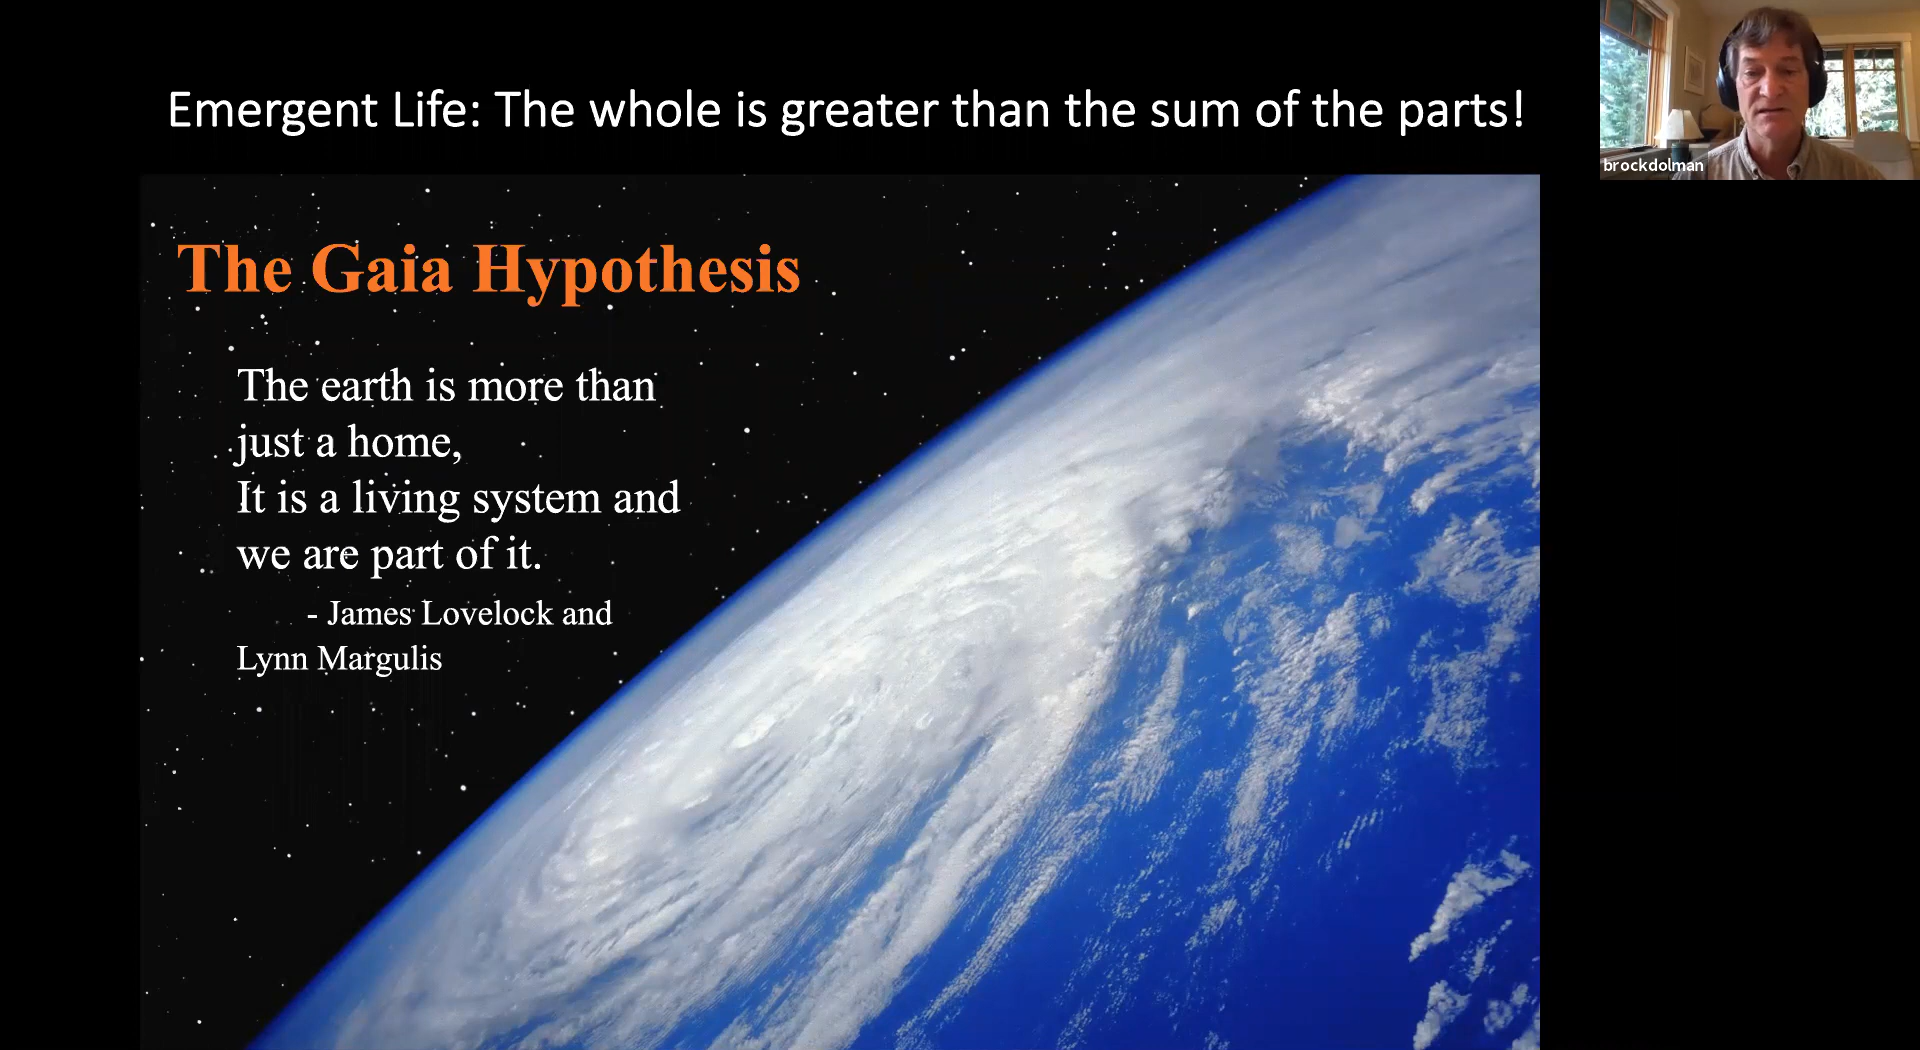 Emergent Life: The whole is greater than the sum of the parts!
brockdolman
The Gaia Hypothesis
The earth is more than
just a home,
It is a living system and
we are part of it.
- James Lovelock and
Lynn Margulis